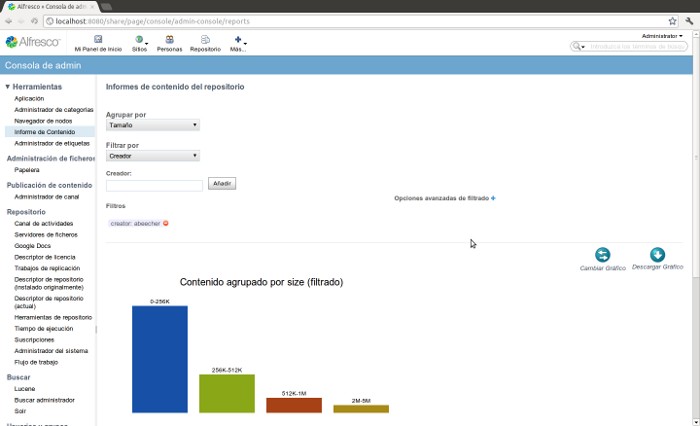 Alfresco » Consola de adm
localhost:8080/share/page/console/admin-console/reports
Alfresco
Mi Panel de Inicio
Sitios
Personas
Repositorio
Más...
Administrator
Introduzca los términos de búsqu
Consola de admin
Herramientas
Aplicación
Administrador de categorías
Navegador de nodos
Informe de Contenido
Administrador de etiquetas
Administración de ficheros
Papelera
Publicación de contenido
Administrador de canal
Repositorio
Canal de actividades
Servidores de ficheros
Google Docs
Descriptor de licencia
Trabajos de replicación
Descriptor de repositorio
(instalado originalmente)
Descriptor de repositorio
(actual)
Herramientas de repositorio
Tiempo de ejecución
Suscripciones
Administrador del sistema
Flujo de trabajo
Buscar
Lucene
Buscar administrador
Solr
Informes de contenido del repositorio
Agrupar por
Tamaño
Filtrar por
Creador
Creador:
Añadir
Opciones avanzadas de filtrado
Filtros
creator: abeecher
Cambiar Gráfico
Descargar Gráfico
Contenido agrupado por size (filtrado)
0-256K
256K-512K
512K-1M
2M-5M